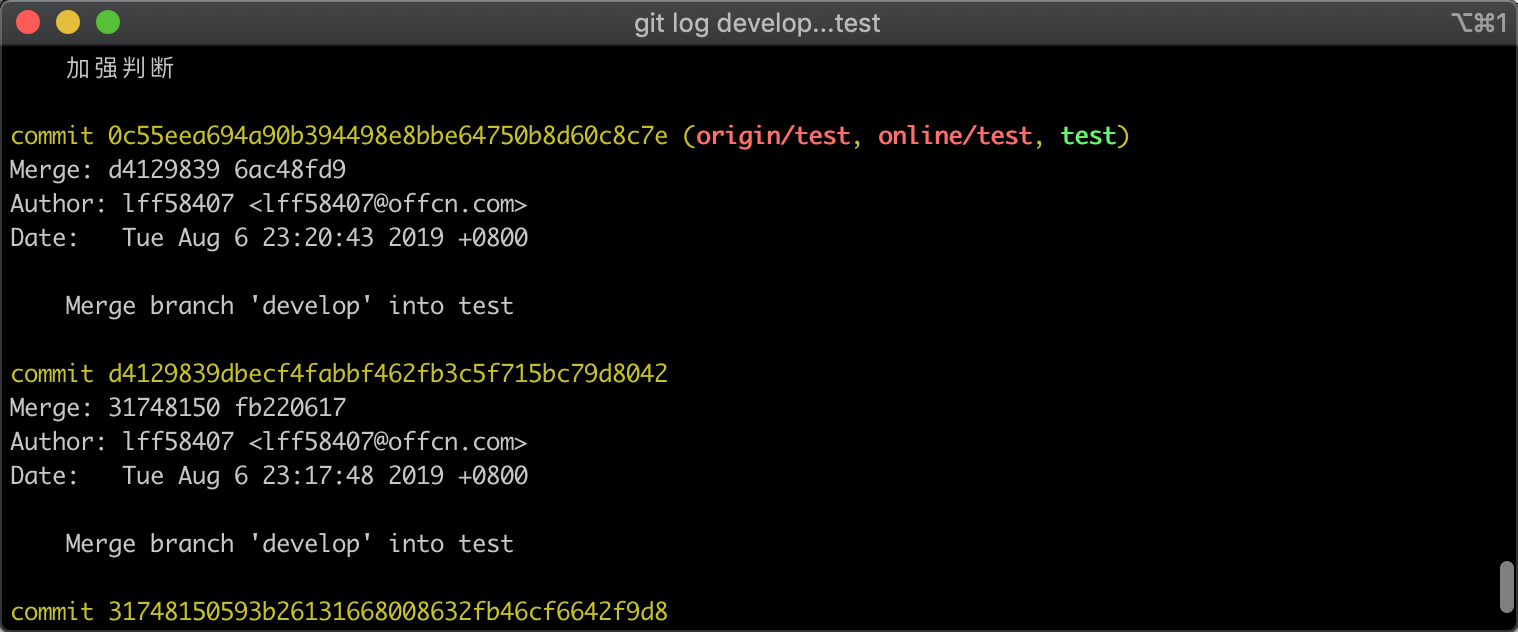 git log develop...test
⌥⌘1
加强判断
commit 0c55eea694a90b394498e8bbe64750b8d60c8c7e (origin/test, online/test, test)
Merge: d4129839 6ac48fd9
Author: lff58407 <lff58407@offcn.com>
Date:   Tue Aug 6 23:20:43 2019 +0800
Merge branch 'develop' into test
commit d4129839dbecf4fabbf462fb3c5f715bc79d8042
Merge: 31748150 fb220617
Author: lff58407 <lff58407@offcn.com>
Date:   Tue Aug 6 23:17:48 2019 +0800
Merge branch 'develop' into test
commit 31748150593b26131668008632fb46cf6642f9d8